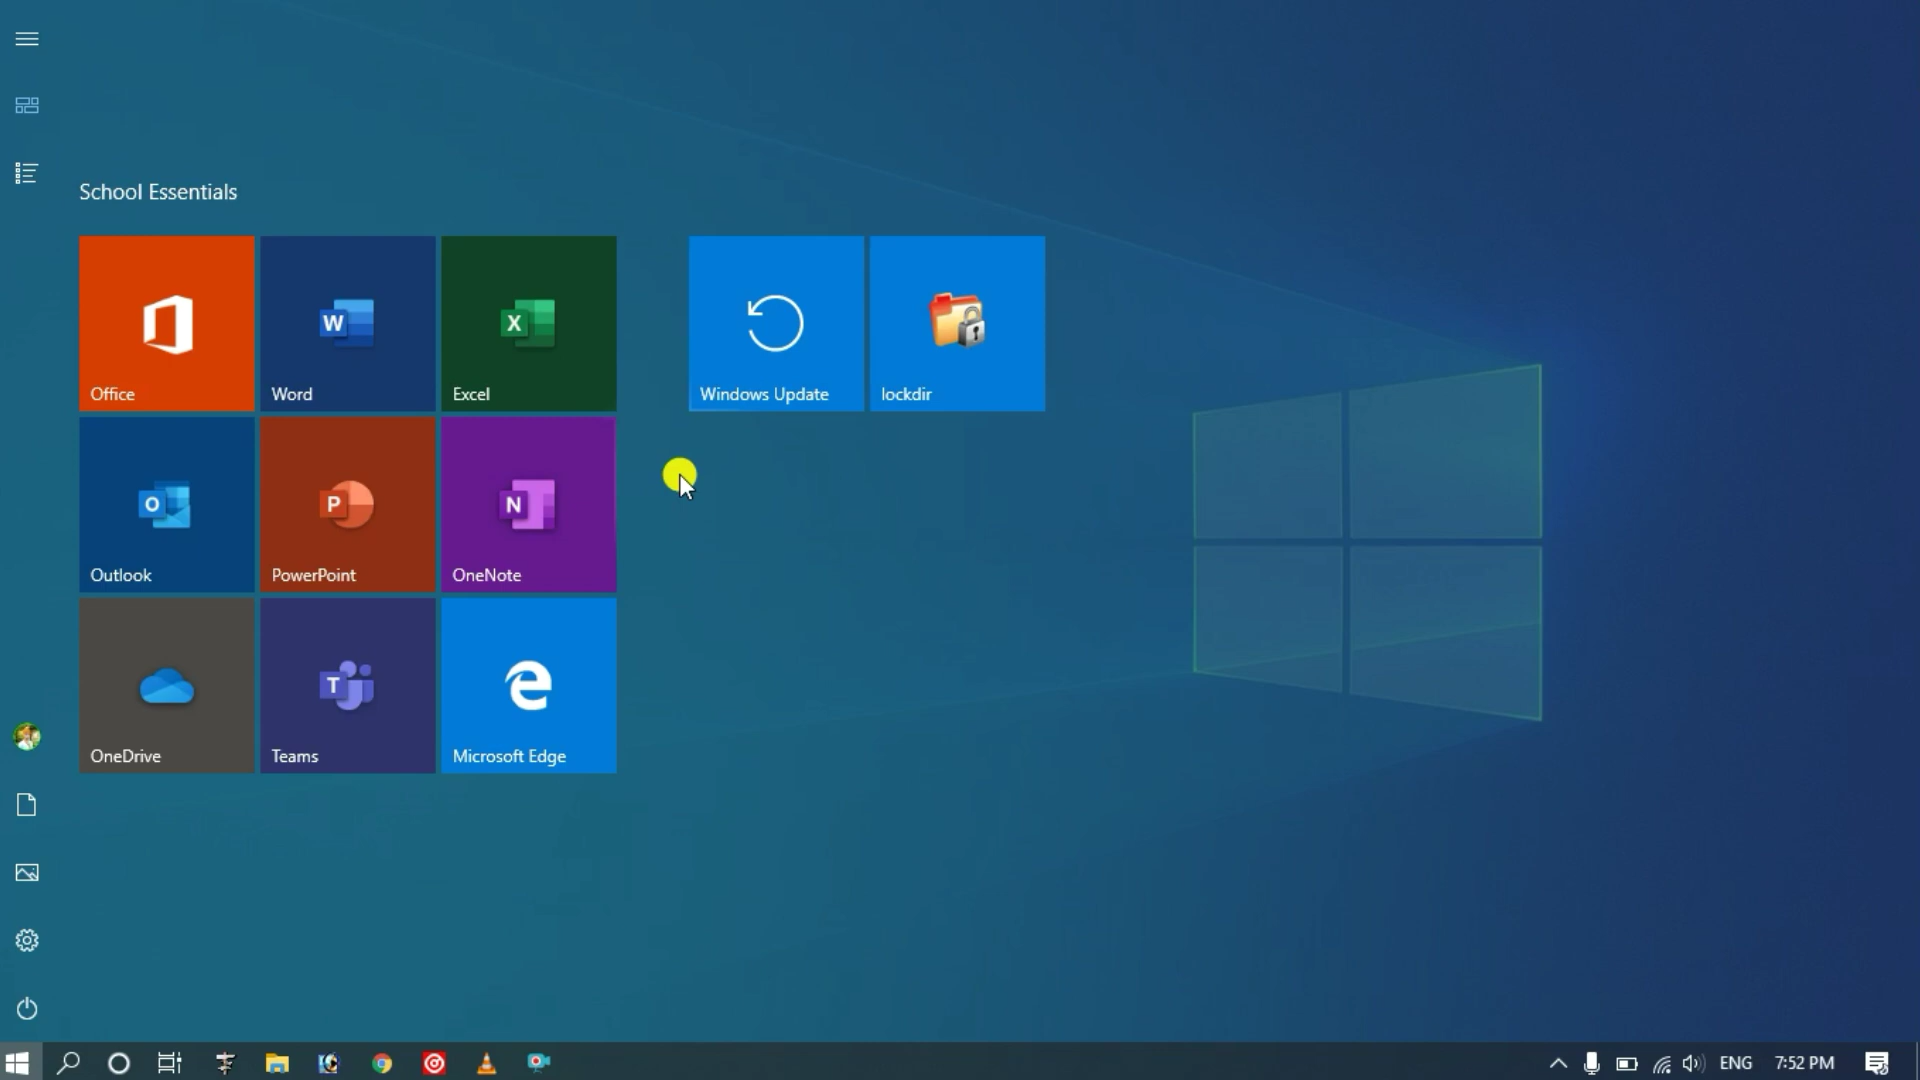 School Essentials
Office
Word
Excel
Windows Update
lockdir
Outlook
PowerPoint
OneNote
OneDrive
Teams
Microsoft Edge
ENG
7:52 PM